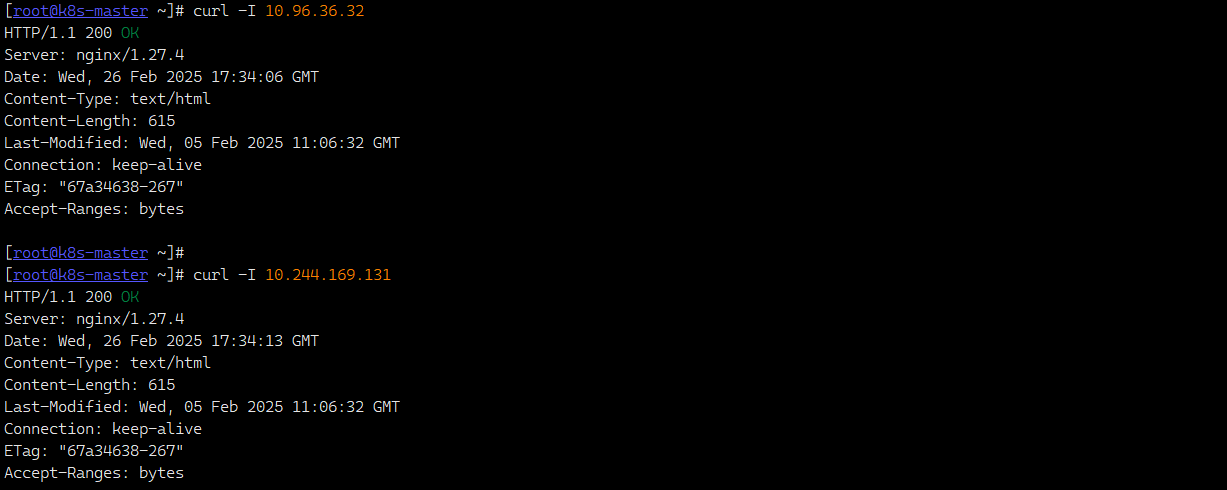 [root@k8s-master ~]# curl -I 10.96.36.32
HTTP/1.1 200 OK
Server: nginx/1.27.4
Date: Wed, 26 Feb 2025 17:34:06 GMT
Content-Type: text/html
Content-Length: 615
Last-Modified: Wed, 05 Feb 2025 11:06:32 GMT
Connection: keep-alive
ETag: "67a34638-267"
Accept-Ranges: bytes
[root@k8s-master ~]#
[root@k8s-master ~]# curl -I 10.244.169.131
HTTP/1.1 200 OK
Server: nginx/1.27.4
Date: Wed, 26 Feb 2025 17:34:13 GMT
Content-Type: text/html
Content-Length: 615
Last-Modified: Wed, 05 Feb 2025 11:06:32 GMT
Connection: keep-alive
ETag: "67a34638-267"
Accept-Ranges: bytes